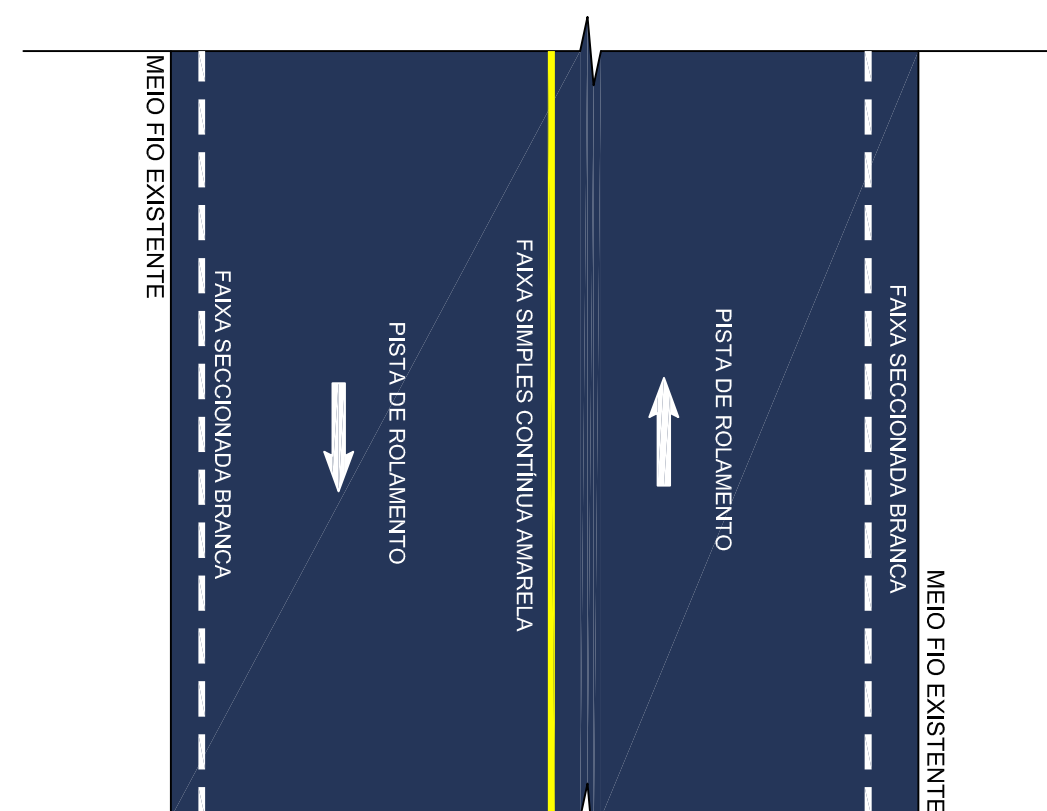 MEIO FIO EXISTENTE
FAIXA SECCIONADA BRANCA
PISTA DE ROLAMENTO
FAIXA SIMPLES CONTÍNUA AMARELA
PISTA DE ROLAMENTO
FAIXA SECCIONADA BRANCA
MEIO FIO EXISTENTE